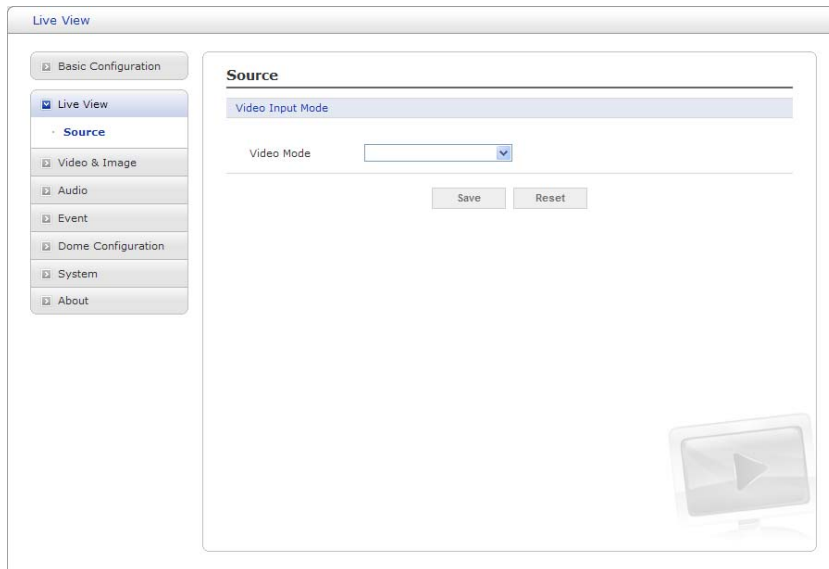 Live View
Basic Configuration
Live View
Source
Video & Image
Audio
Event
Dome Configuration
System
About
Source
Video Input Mode
Video Mode
Save Reset